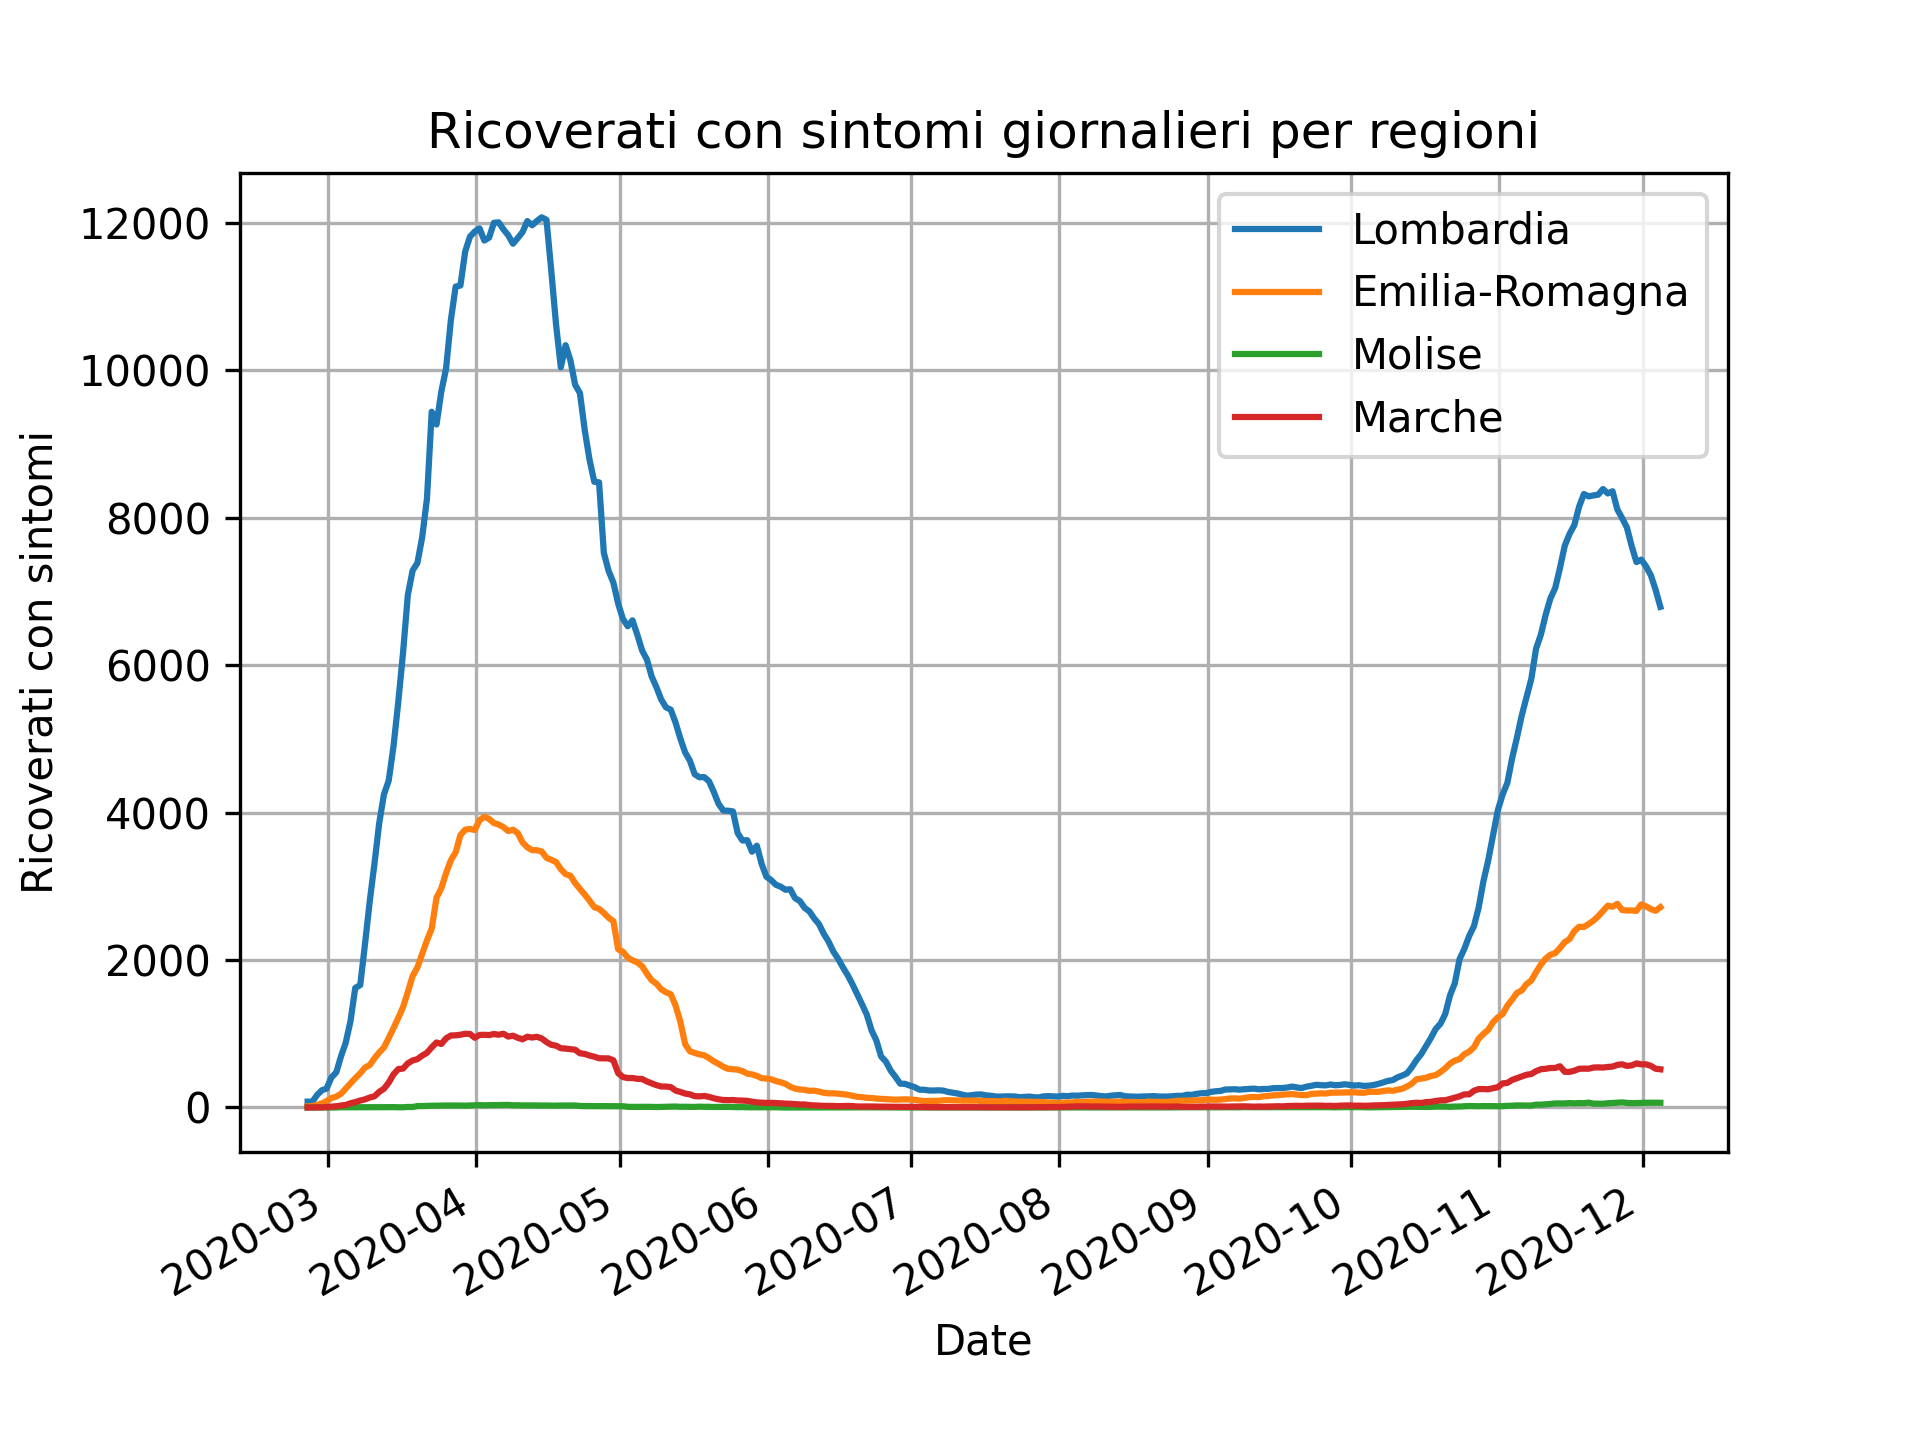 Ricoverati con sintomi giornalieri per regioni
12000
10000
8000
6000
4000
2000
0
Ricoverati con sintomi
Lombardia
Emilia-Romagna
Molise
Marche
2020-03
2020-04
2020-05
2020-06
2020-07
2020-08
2020-09
2020-10
2020-11
2020-12
Date